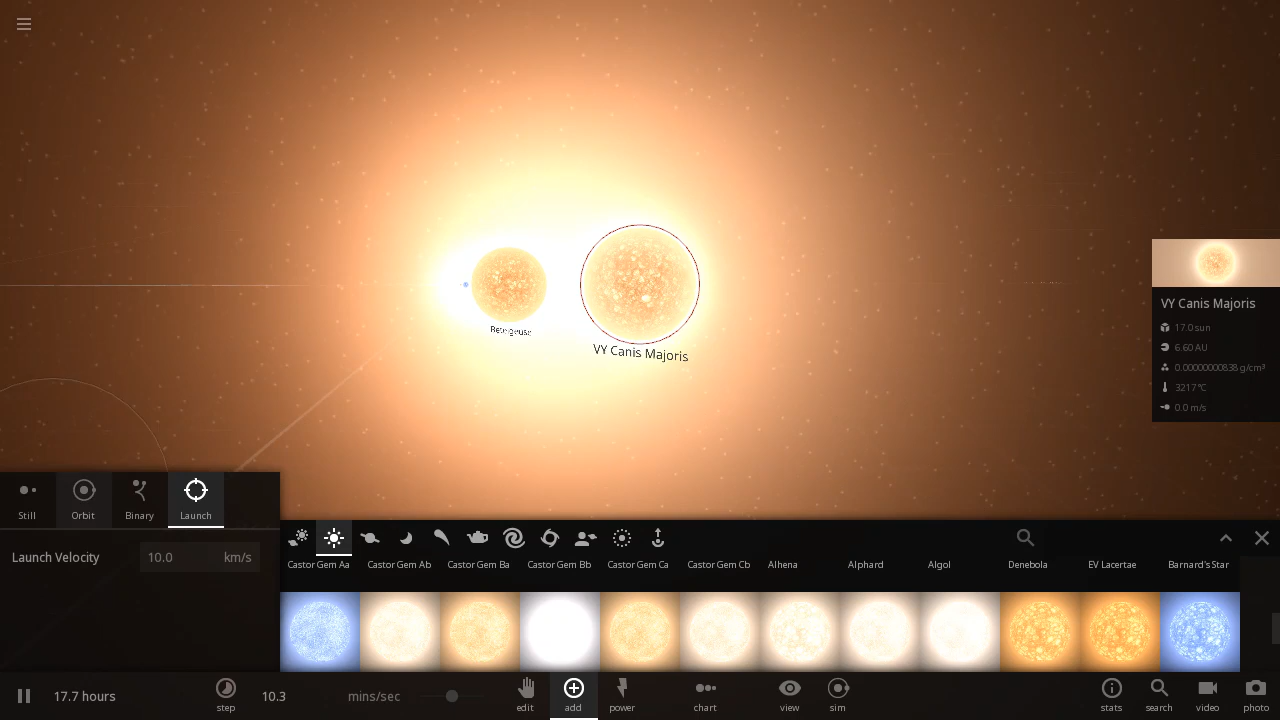 Betelgeuse
VY Canis Majoris
VY Canis Majoris
17.0 sun
6.60 AU
0.00000000838 g/cm³
3217 °C
0.0 m/s
Still
Orbit
Binary
Launch
Launch Velocity
10.0
km/s
Castor Gem Aa
Castor Gem Ab
Castor Gem Ba
Castor Gem Bb
Castor Gem Ca
Castor Gem Cb
Alhena
Alphard
Algol
Denebola
EV Lacertae
Barnard's Star
17.7 hours
step
10.3
mins/sec
edit
add
power
chart
view
sim
stats
search
video
photo